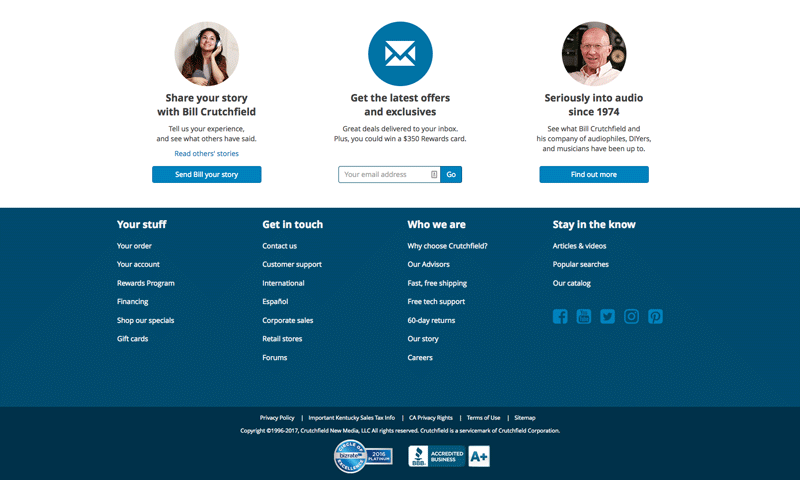 Share your story
with Bill Crutchfield
Tell us your experience,
and see what others have said.
Read others' stories
Send Bill your story
Get the latest offers
and exclusives
Great deals delivered to your inbox.
Plus, you could win a $350 Rewards card.
Your email address
Go
Seriously into audio
since 1974
See what Bill Crutchfield and
his company of audiophiles, DIYers,
and musicians have been up to.
Find out more
Your stuff
Your order
Your account
Rewards Program
Financing
Shop our specials
Gift cards
Get in touch
Contact us
Customer support
International
Español
Corporate sales
Retail stores
Forums
Who we are
Why choose Crutchfield?
Our Advisors
Fast, free shipping
Free tech support
60-day returns
Our story
Careers
Stay in the know
Articles & videos
Popular searches
Our catalog
Privacy Policy | Important Kentucky Sales Tax Info | CA Privacy Rights | Terms of Use | Sitemap
Copyright ©1996-2017, Crutchfield New Media, LLC All rights reserved. Crutchfield is a servicemark of Crutchfield Corporation.
CIRCLE OF
bizrate
EXCELLENCE
2016
PLATINUM
BBB
ACCREDITED
BUSINESS
A+